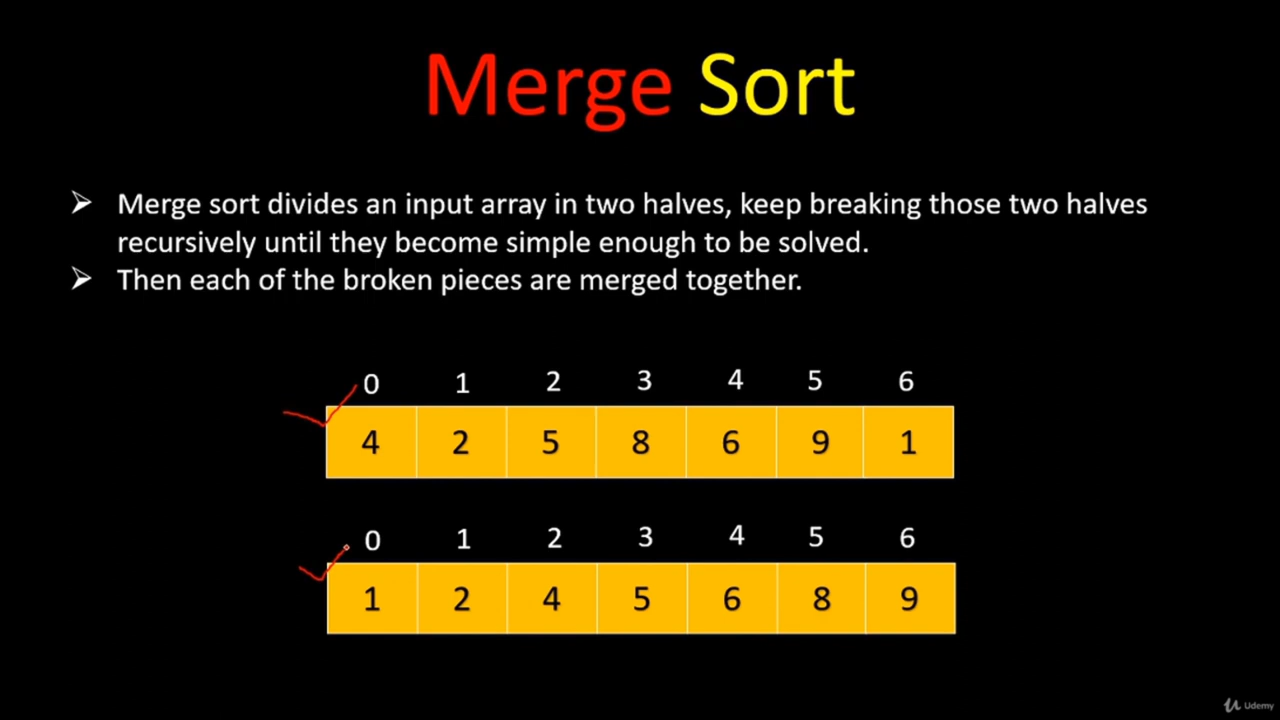 Merge Sort
➢ Merge sort divides an input array in two halves, keep breaking those two halves
recursively until they become simple enough to be solved.
➢ Then each of the broken pieces are merged together.
0 1 2 3 4 5 6
4 2 5 8 6 9 1
0 1 2 3 4 5 6
1 2 4 5 6 8 9
Udemy